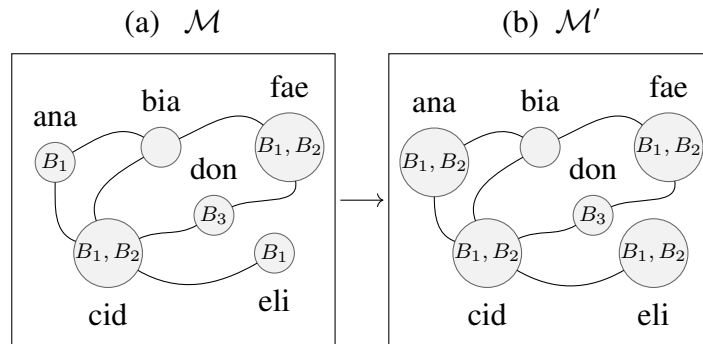 (a) ℳ
(b) ℳ′
ana
bia
fae
B₁
B₁, B₂
don
B₃
B₁, B₂
B₁
cid
eli
ana
bia
fae
B₁, B₂
B₁, B₂
don
B₃
B₁, B₂
B₁, B₂
cid
eli